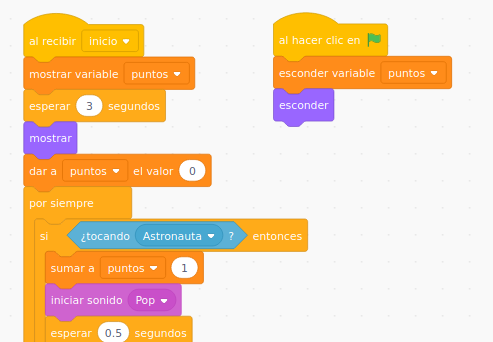 al recibir inicio
mostrar variable puntos
esperar 3 segundos
mostrar
dar a puntos el valor 0
por siempre
si ¿tocando Astronauta ? entonces
sumar a puntos 1
iniciar sonido Pop
esperar 0.5 segundos
al hacer clic en
esconder variable puntos
esconder